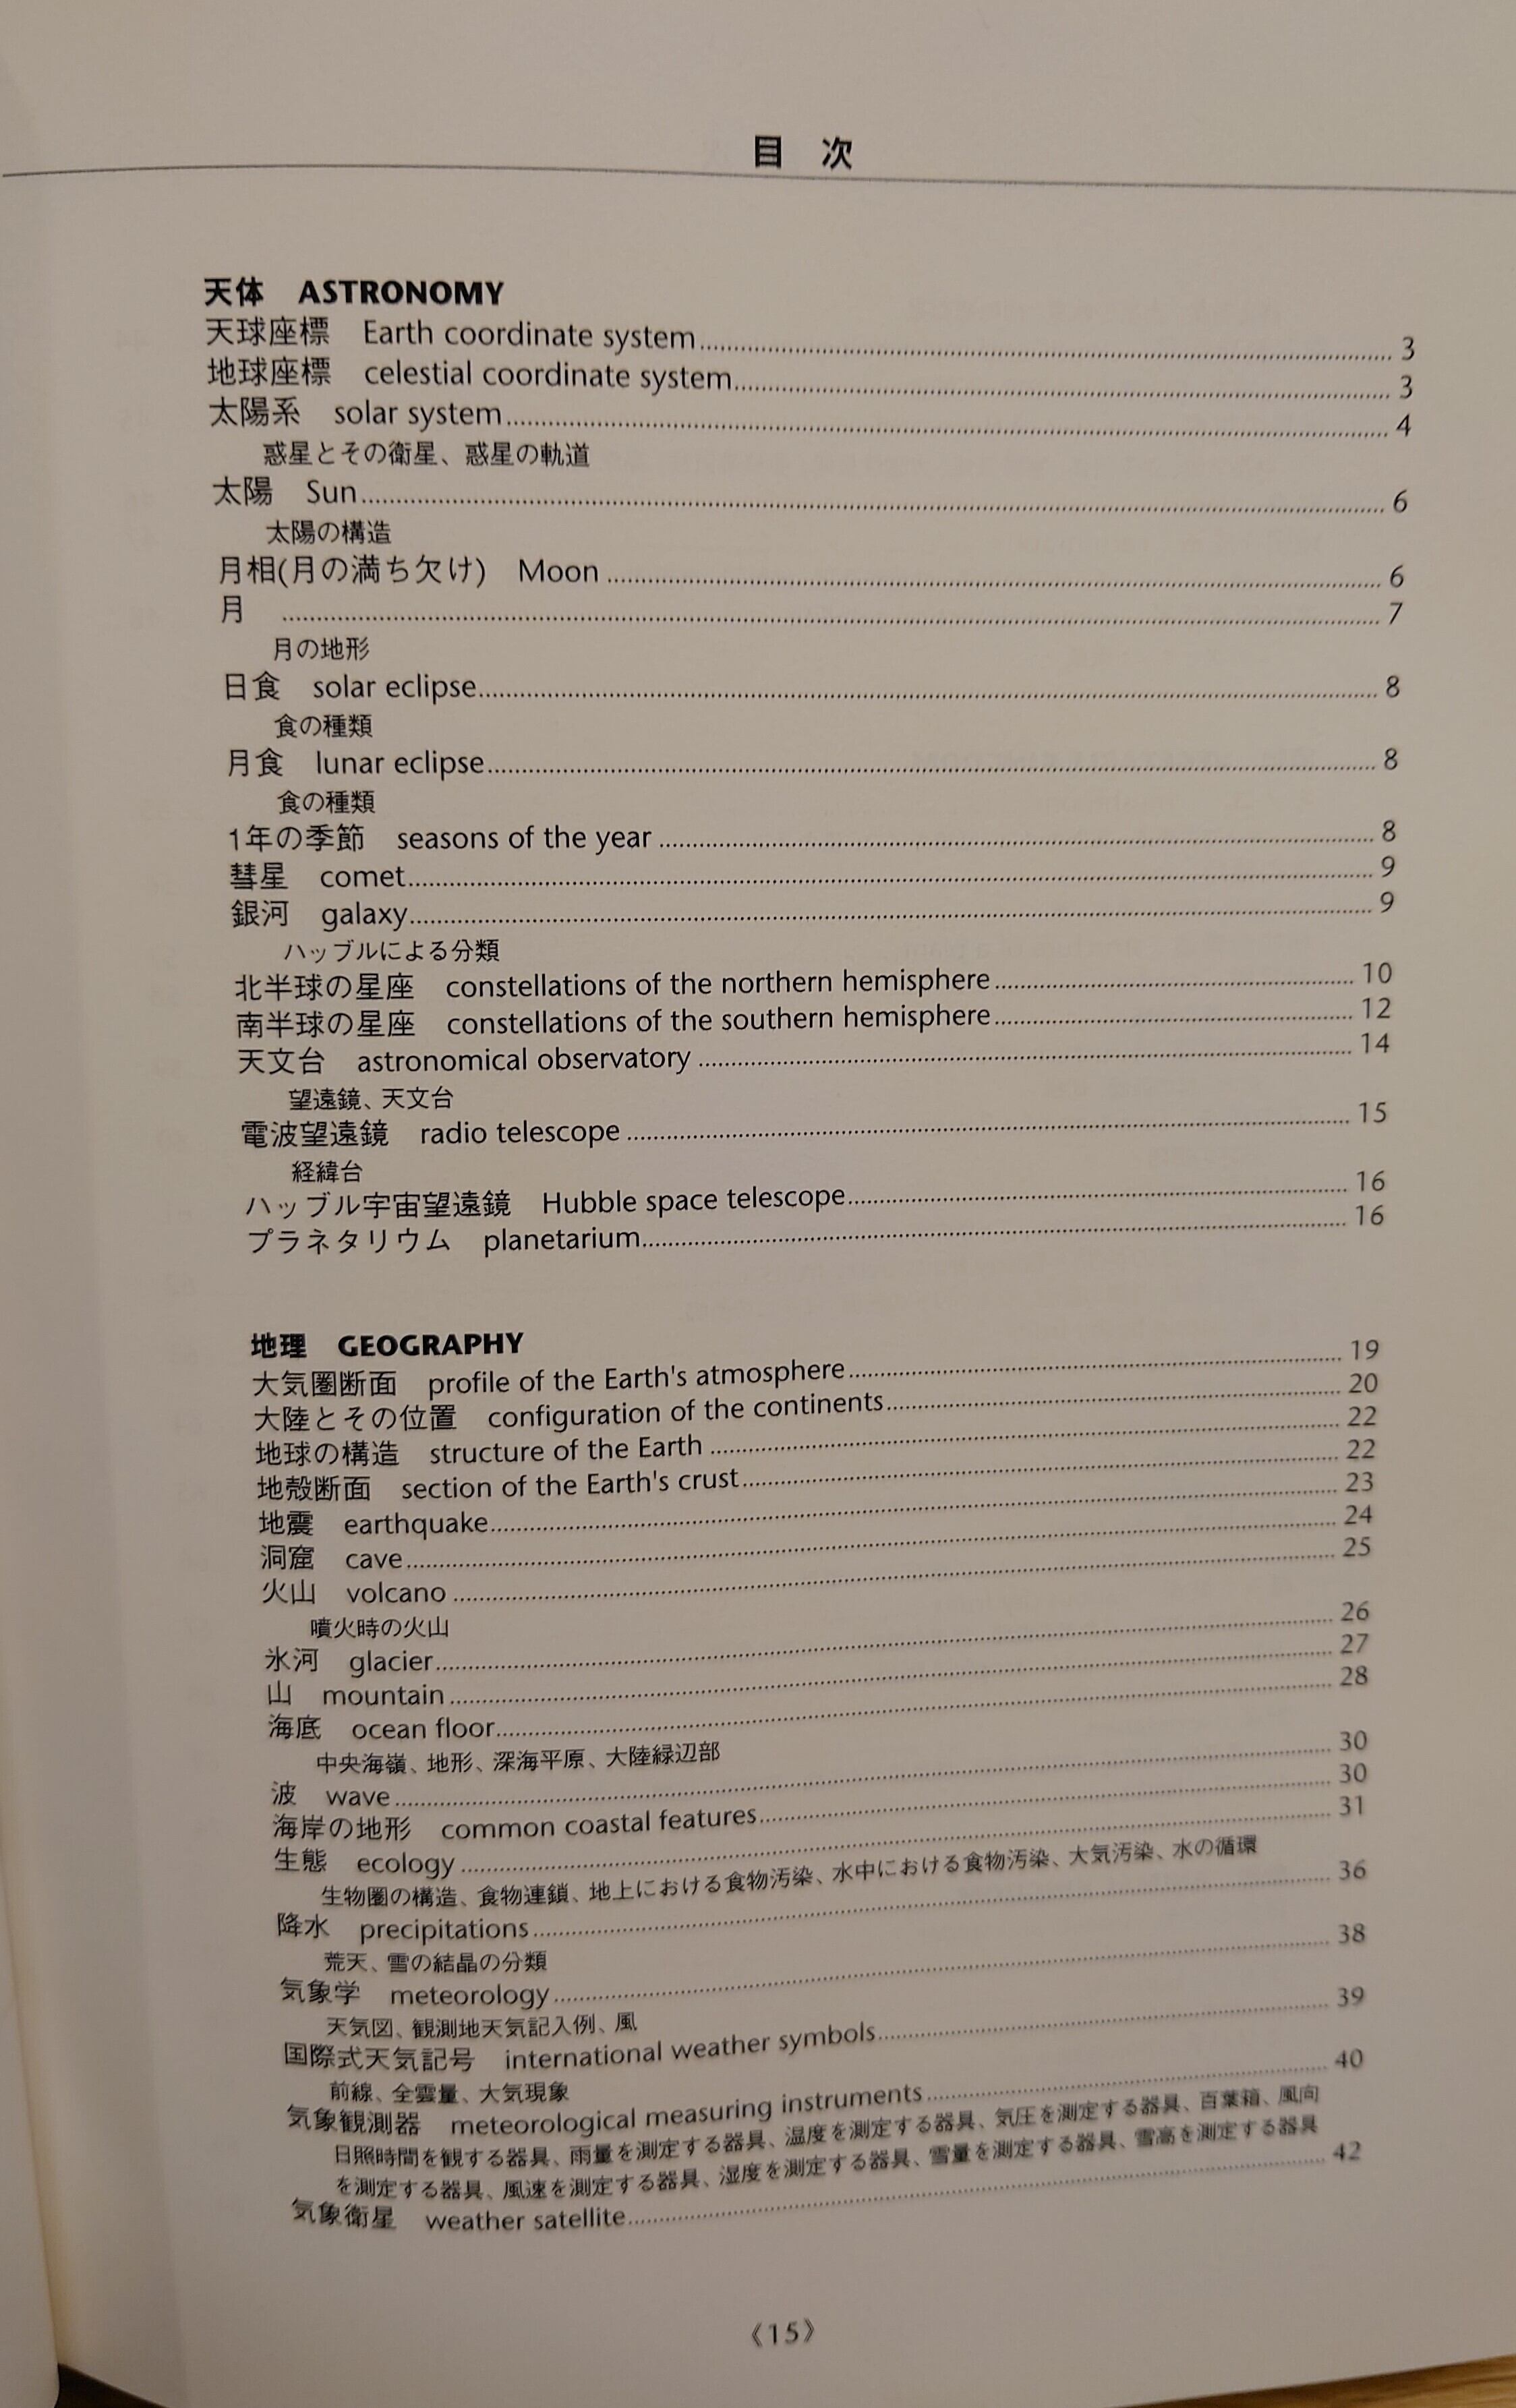 目 次
天体 ASTRONOMY
天球座標 Earth coordinate system 3
地球座標 celestial coordinate system 3
太陽系 solar system 4
惑星とその衛星、惑星の軌道
太陽 Sun 6
太陽の構造
月相(月の満ち欠け) Moon 6
月 7
月の地形
日食 solar eclipse 8
食の種類
月食 lunar eclipse 8
食の種類
1年の季節 seasons of the year 8
彗星 comet 9
銀河 galaxy 9
ハッブルによる分類
北半球の星座 constellations of the northern hemisphere 10
南半球の星座 constellations of the southern hemisphere 12
天文台 astronomical observatory 14
望遠鏡、天文台
電波望遠鏡 radio telescope 15
経緯台
ハッブル宇宙望遠鏡 Hubble space telescope 16
プラネタリウム planetarium 16
地理 GEOGRAPHY
大気圏断面 profile of the Earth's atmosphere 19
大陸とその位置 configuration of the continents 20
地球の構造 structure of the Earth 22
地殻断面 section of the Earth's crust 22
地震 earthquake 23
洞窟 cave 24
火山 volcano 25
噴火時の火山
氷河 glacier 26
山 mountain 27
海底 ocean floor 28
中央海嶺、地形、深海平原、大陸緑辺部
波 wave 30
海岸の地形 common coastal features 30
生態 ecology 31
生物圏の構造、食物連鎖、地上における食物汚染、水中における食物汚染、大気汚染、水の循環
降水 precipitations 36
荒天、雪の結晶の分類
気象学 meteorology 38
天気図、観測地天気記入例、風
国際式天気記号 international weather symbols 39
前線、全雲量、大気現象
気象観測器 meteorological measuring instruments 40
日照時間を観する器具、雨量を測定する器具、温度を測定する器具、気圧を測定する器具、百葉箱、風向
を測定する器具、風速を測定する器具、湿度を測定する器具、雪量を測定する器具、雪高を測定する器具
気象衛星 weather satellite 42
《15》